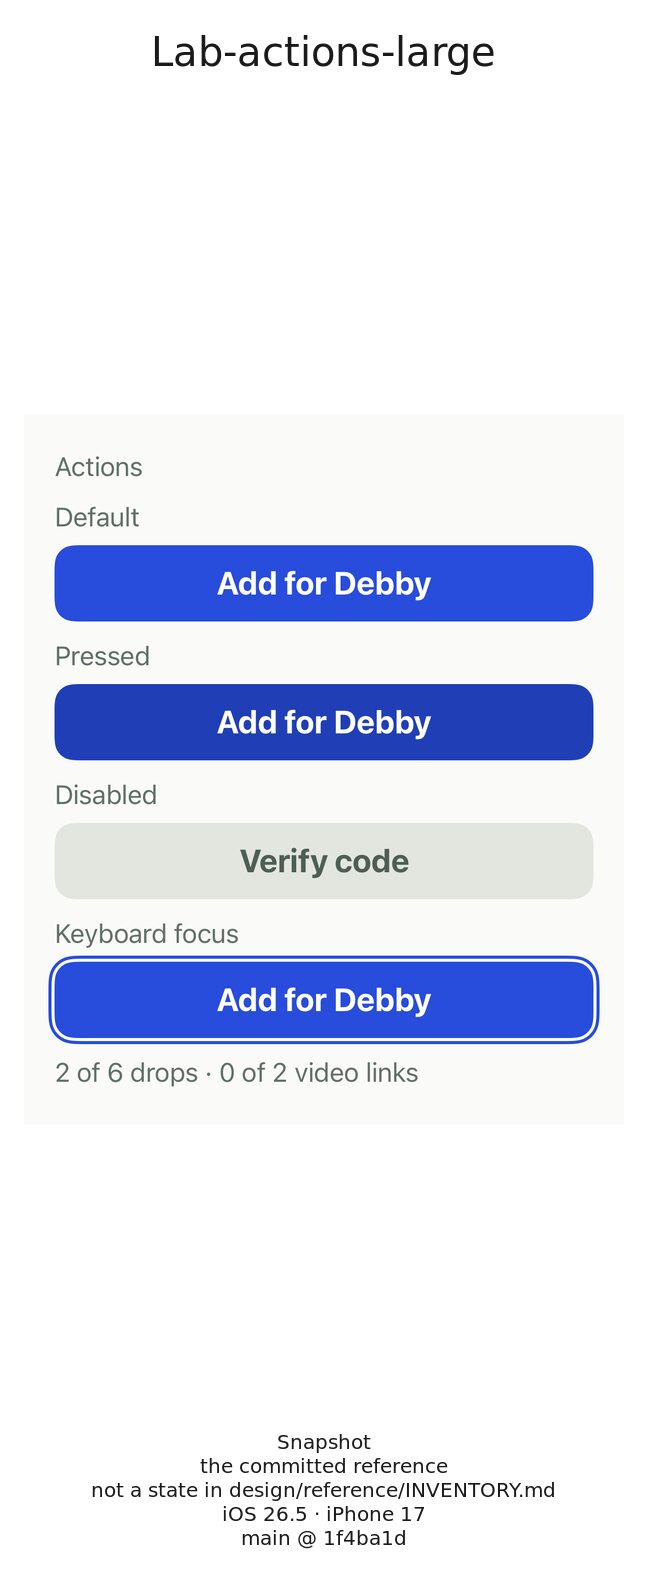 Lab-actions-large
Actions
Default
Add for Debby
Pressed
Add for Debby
Disabled
Verify code
Keyboard focus
Add for Debby
2 of 6 drops · 0 of 2 video links
Snapshot
the committed reference
not a state in design/reference/INVENTORY.md
iOS 26.5 · iPhone 17
main @ 1f4ba1d